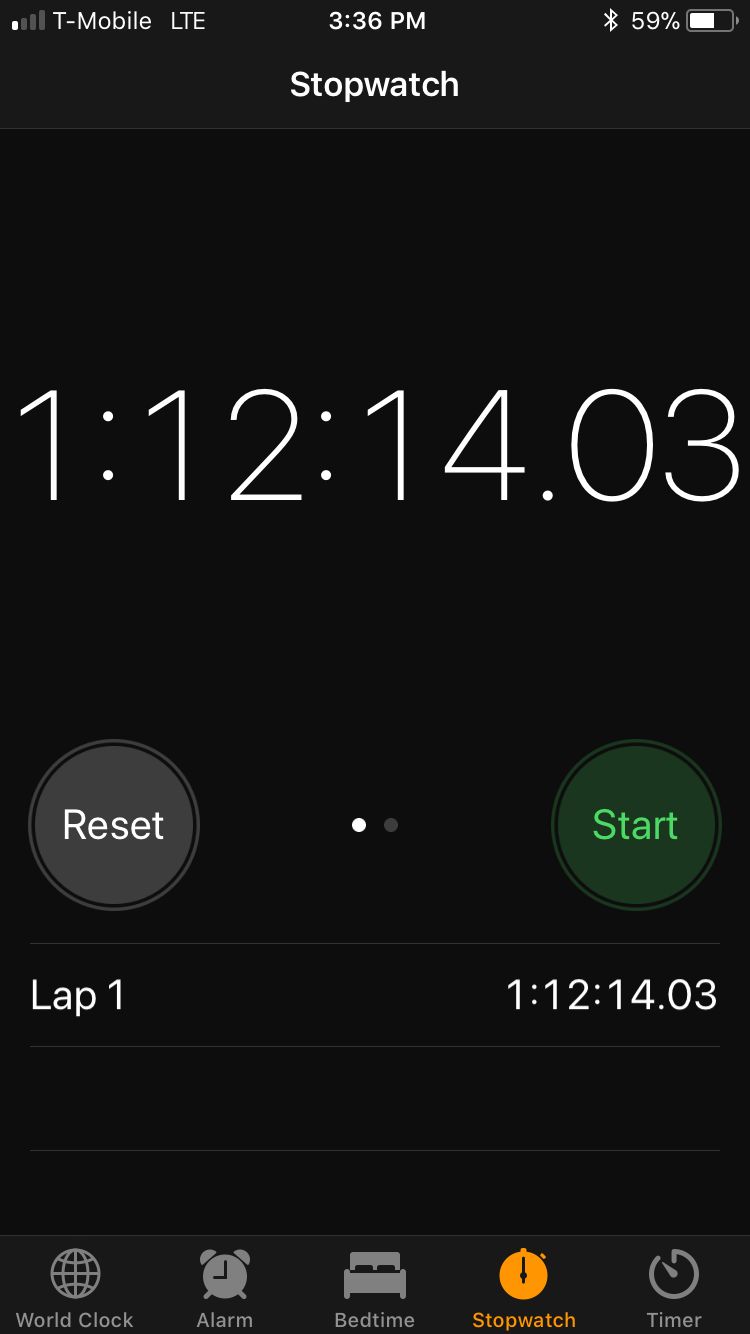 T-Mobile LTE 3:36 PM 59%
Stopwatch
1:12:14.03
Reset Start
Lap 1 1:12:14.03
World Clock Alarm Bedtime Stopwatch Timer